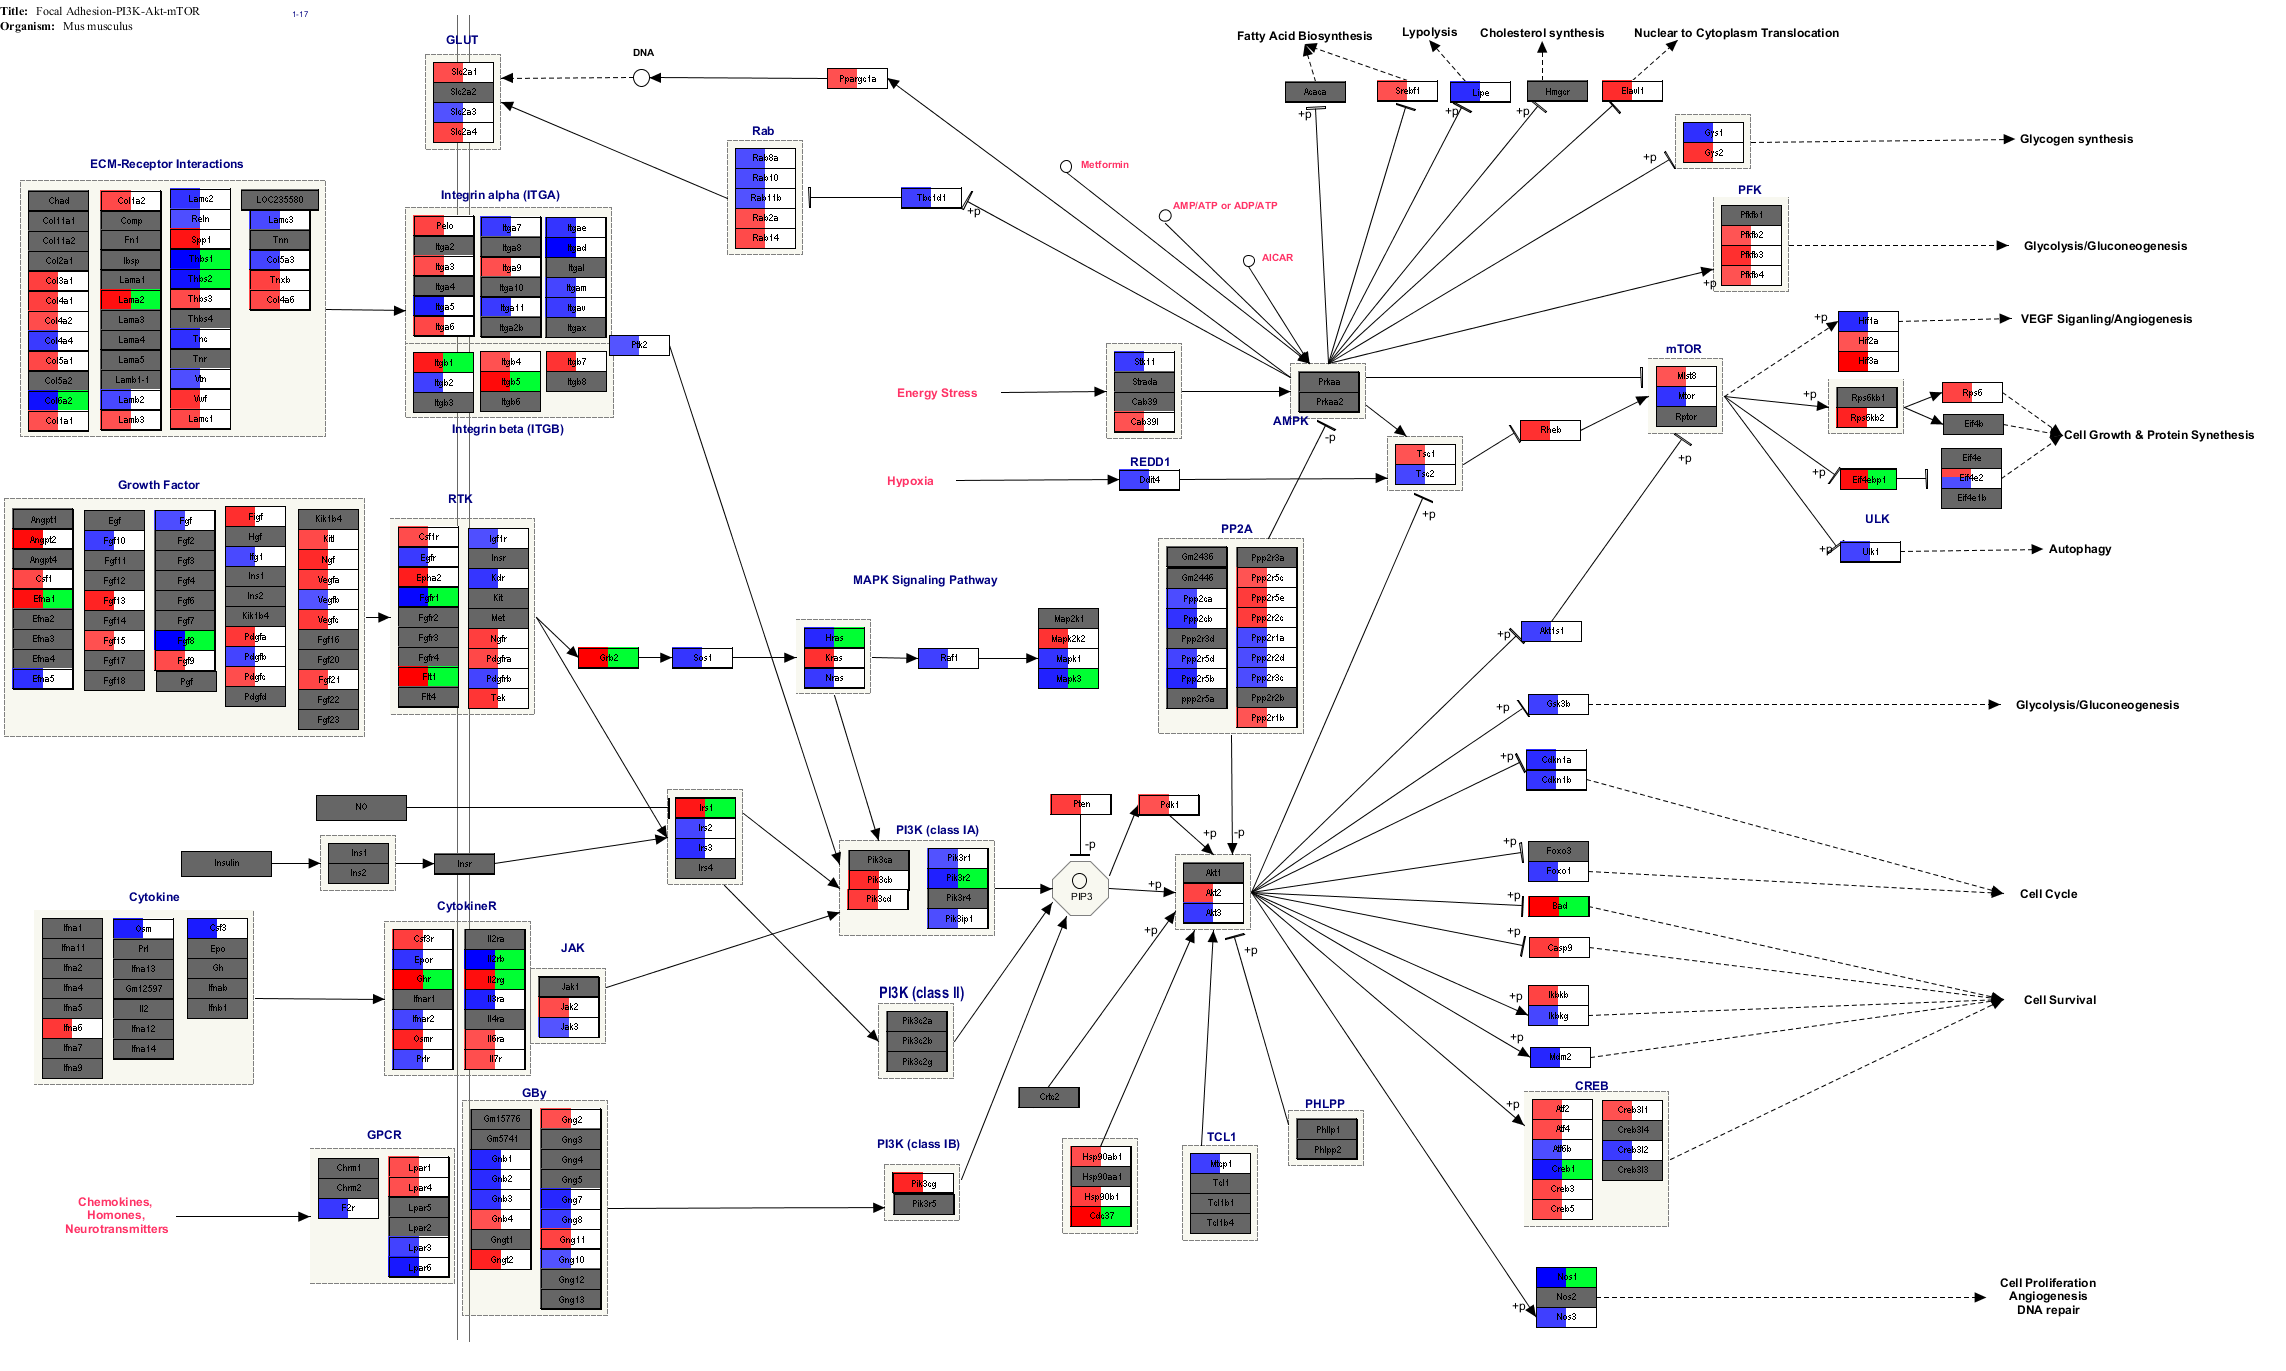 Title: Focal Adhesion-PI3K-Akt-mTOR
Organism: Mus musculus
1-17
GLUT
Slc2a1
Slc2a2
Slc2a3
Slc2a4
DNA
Ppargc1a
Fatty Acid Biosynthesis
Lypolysis
Cholesterol synthesis
Nuclear to Cytoplasm Translocation
Acaca
Srebf1
Lipe
Hmgcr
Elavl1
+p
+p
+p
Gys1
Gys2
+p
Glycogen synthesis
Rab
Rab8a
Rab10
Rab11b
Rab2a
Rab14
Tbc1d1
+p
Metformin
AMP/ATP or ADP/ATP
AICAR
PFK
Pfkfb1
Pfkfb2
Pfkfb3
Pfkfb4
+p
Glycolysis/Gluconeogenesis
ECM-Receptor Interactions
Chad
Col11a1
Col11a2
Col2a1
Col3a1
Col4a1
Col4a2
Col4a4
Col5a1
Col5a2
Col6a2
Col1a1
Col1a2
Comp
Fn1
Ibsp
Lama1
Lama2
Lama3
Lama4
Lama5
Lamb1-1
Lamb2
Lamb3
Lamc2
Reln
Spp1
Thbs1
Thbs2
Thbs3
Thbs4
Tnc
Tnr
Vtn
Vwf
Lamc1
LOC235580
Lamc3
Tnn
Col5a3
Tnxb
Col4a6
Integrin alpha (ITGA)
Pelo
Itga2
Itga3
Itga4
Itga5
Itga6
Itga7
Itga8
Itga9
Itga10
Itga11
Itga2b
Itgae
Itgad
Itgal
Itgam
Itgav
Itgax
Itgb1
Itgb2
Itgb3
Itgb4
Itgb5
Itgb6
Itgb7
Itgb8
Integrin beta (ITGB)
Ptk2
Energy Stress
Stk11
Strada
Cab39
Cab39l
Prkaa
Prkaa2
AMPK
-p
Hypoxia
REDD1
Ddit4
Tsc1
Tsc2
+p
Rheb
mTOR
Mlst8
Mtor
Rptor
+p
+p
Hif1a
Hif2a
Hif3a
VEGF Siganling/Angiogenesis
+p
Rps6kb1
Rps6kb2
Rps6
Eif4b
+p
Eif4ebp1
Eif4e
Eif4e2
Eif4e1b
Cell Growth & Protein Synethesis
ULK
+p
Ulk1
Autophagy
Growth Factor
Angpt1
Angpt2
Angpt4
Csf1
Efna1
Efna2
Efna3
Efna4
Efna5
Egf
Fgf10
Fgf11
Fgf12
Fgf13
Fgf14
Fgf15
Fgf17
Fgf18
Fgf
Fgf2
Fgf3
Fgf4
Fgf6
Fgf7
Fgf8
Fgf9
Pgf
Figf
Hgf
Ifg1
Ins1
Ins2
Kik1b4
Pdgfa
Pdgfb
Pdgfc
Pdgfd
Kik1b4
Kitl
Ngf
Vegfa
Vegfb
Vegfc
Fgf16
Fgf20
Fgf21
Fgf22
Fgf23
RTK
Csf1r
Egfr
Epha2
Fgfr1
Fgfr2
Fgfr3
Fgfr4
Flt1
Flt4
Igf1r
Insr
Kdr
Kit
Met
Ngfr
Pdgfra
Pdgfrb
Tek
MAPK Signaling Pathway
Grb2
Sos1
Hras
Kras
Nras
Raf1
Map2k1
Mapk2k2
Mapk1
Mapk3
PP2A
Gm2436
Gm2446
Ppp2ca
Ppp2cb
Ppp2r3d
Ppp2r5d
Ppp2r5b
ppp2r5a
Ppp2r3a
Ppp2r5c
Ppp2r5e
Ppp2r2c
Ppp2r1a
Ppp2r2d
Ppp2r3c
Ppp2r2b
Ppp2r1b
-p
+p
Akt1s1
+p
Gsk3b
Glycolysis/Gluconeogenesis
+p
Cdkn1a
Cdkn1b
NO
Insulin
Ins1
Ins2
Insr
Irs1
Irs2
Irs3
Irs4
PI3K (class IA)
Pik3ca
Pik3cb
Pik3cd
Pik3r1
Pik3r2
Pik3r4
Pik3ip1
Pten
-p
PIP3
Pdk1
+p
+p
Akt1
Akt2
Akt3
+p
+p
+p
Foxo3
Foxo1
Cell Cycle
+p
Bad
+p
Casp9
+p
Ikbkb
Ikbkg
Cell Survival
+p
Mdm2
Cytokine
Ifna1
Ifna11
Ifna2
Ifna4
Ifna5
Ifna6
Ifna7
Ifna9
Osm
Prl
Ifna13
Gm12597
Il2
Ifna12
Ifna14
Csf3
Epo
Gh
Ifnab
Ifnb1
CytokineR
Csf3r
Epor
Ghr
Ifnar1
Ifnar2
Osmr
Prlr
Il2ra
Il2rb
Il2rg
Il3ra
Il4ra
Il6ra
Il7r
JAK
Jak1
Jak2
Jak3
PI3K (class II)
Pik3c2a
Pik3c2b
Pik3c2g
Crtc2
CREB
+p
Atf2
Atf4
Atf6b
Creb1
Creb3
Creb5
Creb3l1
Creb3l4
Creb3l2
Creb3l3
GBy
Gm15776
Gm5741
Gnb1
Gnb2
Gnb3
Gnb4
Gngt1
Gngt2
Gng2
Gng3
Gng4
Gng5
Gng7
Gng8
Gng11
Gng10
Gng12
Gng13
GPCR
Chrm1
Chrm2
F2r
Lpar1
Lpar4
Lpar5
Lpar2
Lpar3
Lpar6
Chemokines,
Homones,
Neurotransmitters
PI3K (class IB)
Pik3cg
Pik3r5
Hsp90ab1
Hsp90aa1
Hsp90b1
Cdc37
TCL1
Mtcp1
Tcl1
Tcl1b1
Tcl1b4
PHLPP
Phllp1
Phlpp2
+p
Nos1
Nos2
Nos3
Cell Proliferation
Angiogenesis
DNA repair